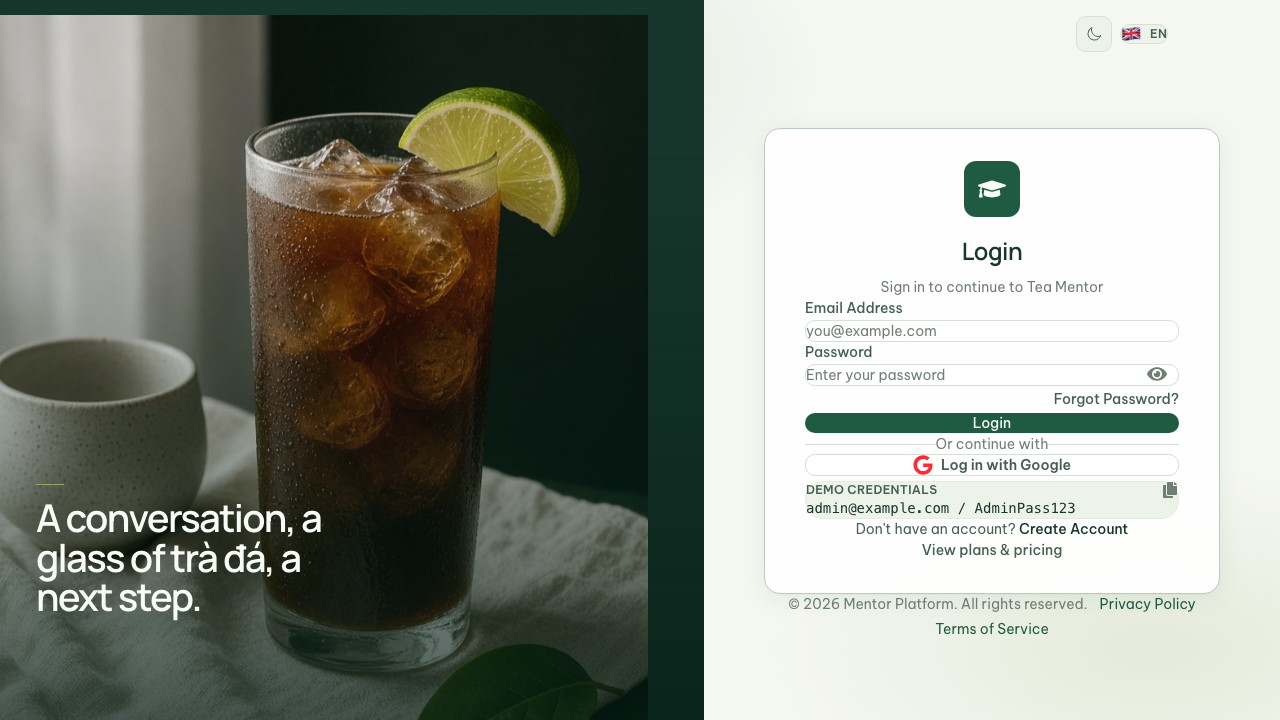 A conversation, a
glass of trà đá, a
next step.
EN
Login
Sign in to continue to Tea Mentor
Email Address
you@example.com
Password
Enter your password
Forgot Password?
Login
Or continue with
Log in with Google
DEMO CREDENTIALS
admin@example.com / AdminPass123
Don't have an account? Create Account
View plans & pricing
© 2026 Mentor Platform. All rights reserved. Privacy Policy
Terms of Service